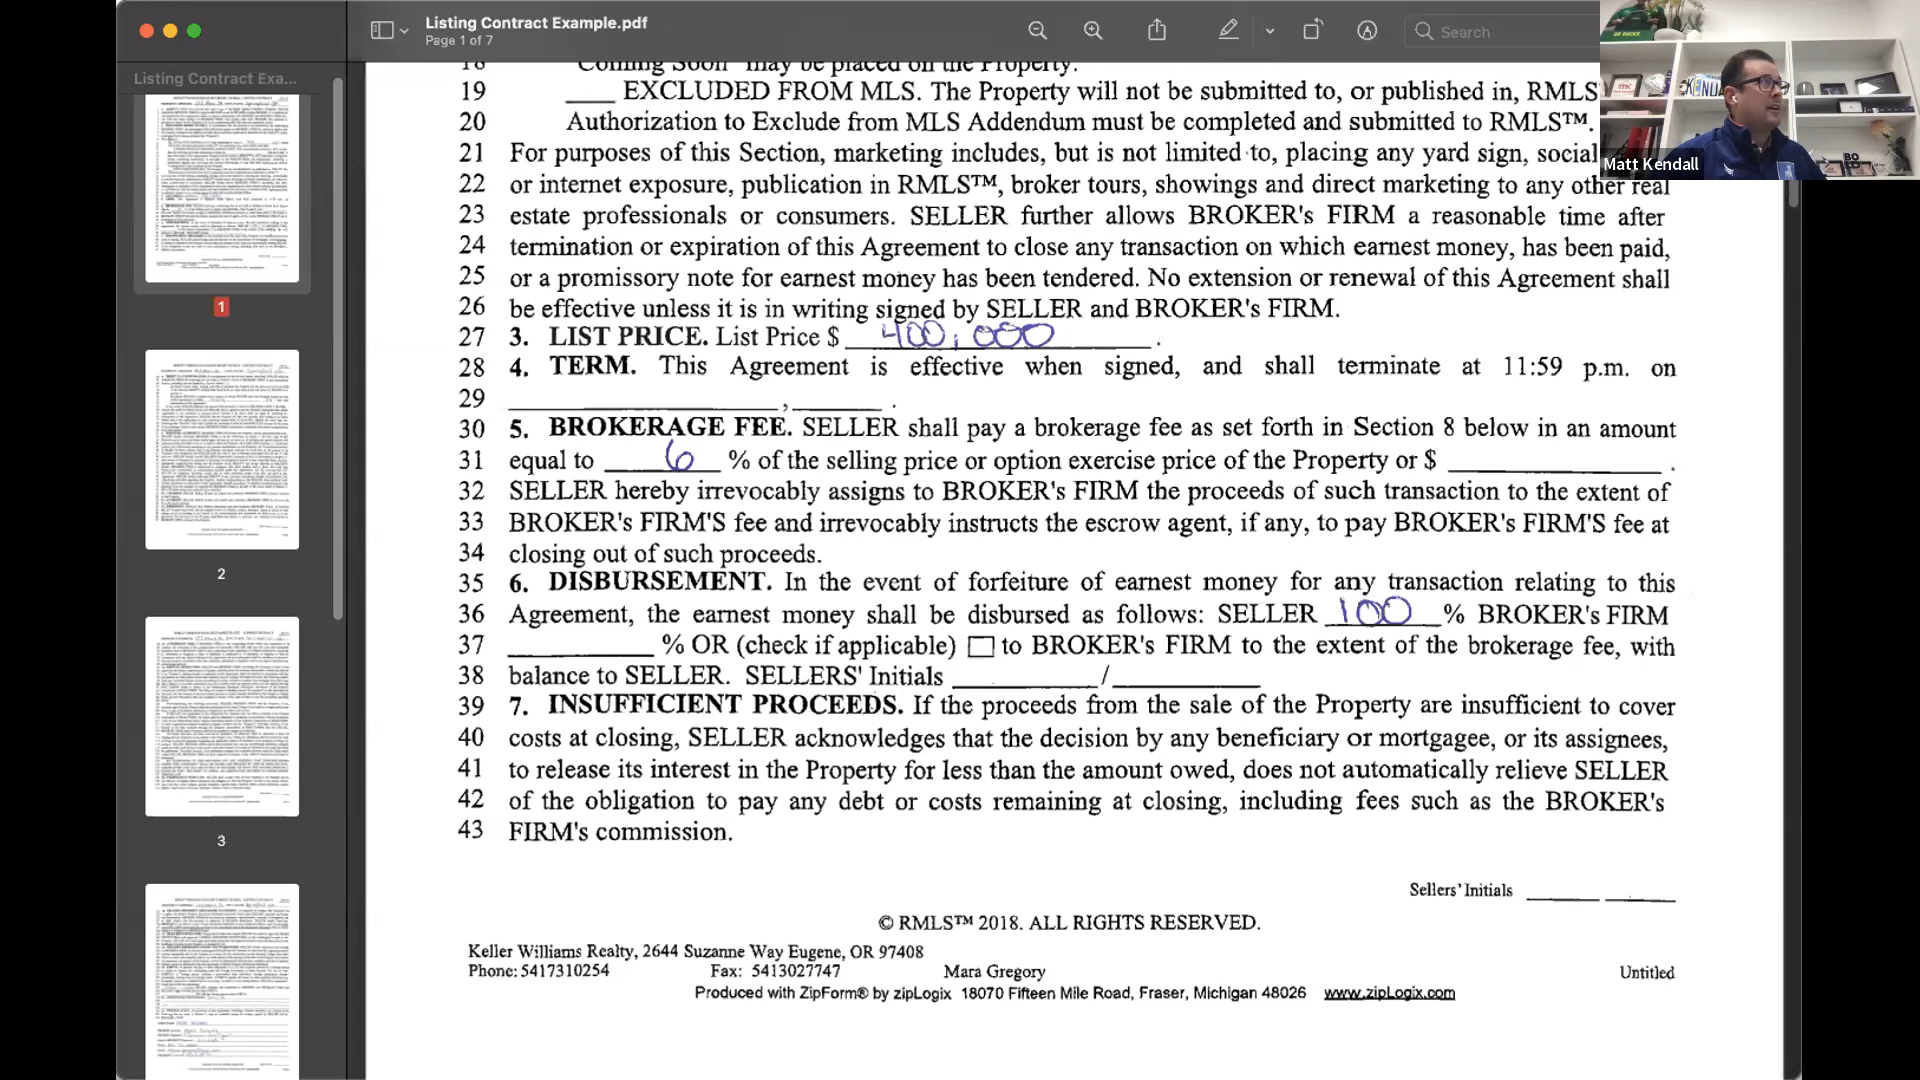 Listing Contract Example.pdf
Page 1 of 7
Search
Listing Contract Exa...
1
2
3
Matt Kendall
18 "Coming Soon" may be placed on the Property.
19 ____ EXCLUDED FROM MLS. The Property will not be submitted to, or published in, RMLS
20 Authorization to Exclude from MLS Addendum must be completed and submitted to RMLS™.
21 For purposes of this Section, marketing includes, but is not limited to, placing any yard sign, social
22 or internet exposure, publication in RMLS™, broker tours, showings and direct marketing to any other real
23 estate professionals or consumers. SELLER further allows BROKER's FIRM a reasonable time after
24 termination or expiration of this Agreement to close any transaction on which earnest money, has been paid,
25 or a promissory note for earnest money has been tendered. No extension or renewal of this Agreement shall
26 be effective unless it is in writing signed by SELLER and BROKER's FIRM.
27 3. LIST PRICE. List Price $ 400,000 .
28 4. TERM. This Agreement is effective when signed, and shall terminate at 11:59 p.m. on
29 ____________________, ______ .
30 5. BROKERAGE FEE. SELLER shall pay a brokerage fee as set forth in Section 8 below in an amount
31 equal to 6 % of the selling price or option exercise price of the Property or $ ______________ .
32 SELLER hereby irrevocably assigns to BROKER's FIRM the proceeds of such transaction to the extent of
33 BROKER's FIRM'S fee and irrevocably instructs the escrow agent, if any, to pay BROKER's FIRM'S fee at
34 closing out of such proceeds.
35 6. DISBURSEMENT. In the event of forfeiture of earnest money for any transaction relating to this
36 Agreement, the earnest money shall be disbursed as follows: SELLER 100 % BROKER's FIRM
37 __________ % OR (check if applicable) ☐ to BROKER's FIRM to the extent of the brokerage fee, with
38 balance to SELLER. SELLERS' Initials __________/__________
39 7. INSUFFICIENT PROCEEDS. If the proceeds from the sale of the Property are insufficient to cover
40 costs at closing, SELLER acknowledges that the decision by any beneficiary or mortgagee, or its assignees,
41 to release its interest in the Property for less than the amount owed, does not automatically relieve SELLER
42 of the obligation to pay any debt or costs remaining at closing, including fees such as the BROKER's
43 FIRM's commission.
Sellers' Initials ______ ______
© RMLS™ 2018. ALL RIGHTS RESERVED.
Keller Williams Realty, 2644 Suzanne Way Eugene, OR 97408
Phone: 5417310254 Fax: 5413027747 Mara Gregory Untitled
Produced with ZipForm® by zipLogix 18070 Fifteen Mile Road, Fraser, Michigan 48026 www.zipLogix.com